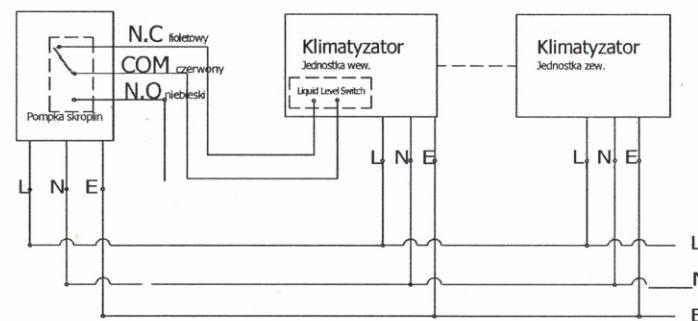 N.C fioletowy
COM czerwony
N.O niebieski
Pompka skroplin
Klimatyzator
Jednostka wew.
Liquid Level Switch
Klimatyzator
Jednostka zew.
L N E
L N E
L N E
L
N
E